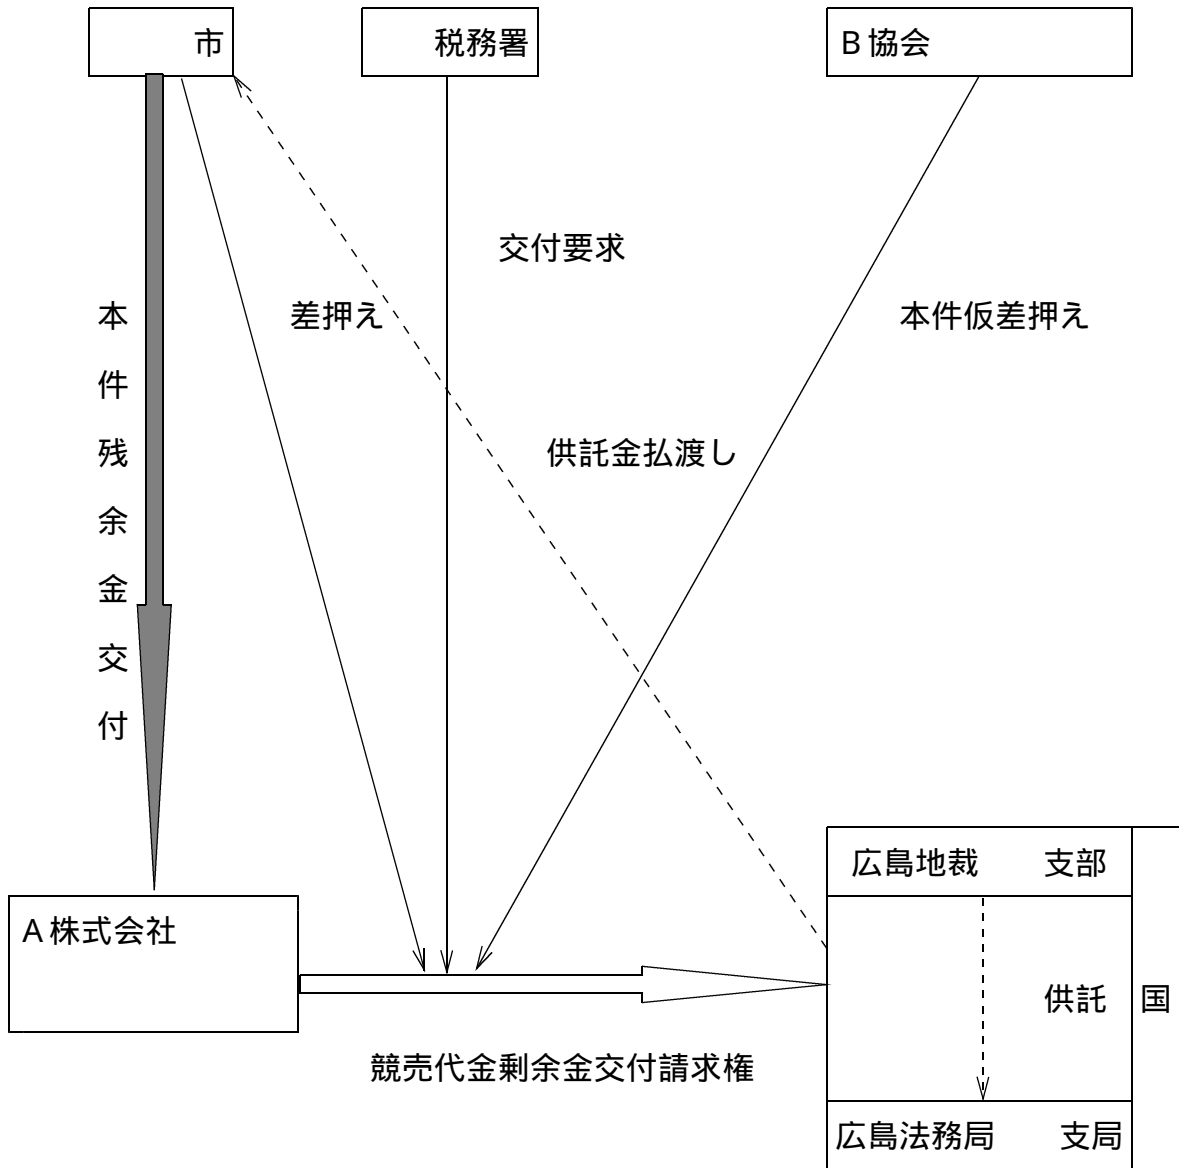 市
税務署
B協会
交付要求
差押え
本件仮差押え
本件残余金交付
供託金払渡し
広島地裁　　支部
A株式会社
供託
国
競売代金剰余金交付請求権
広島法務局　　支局